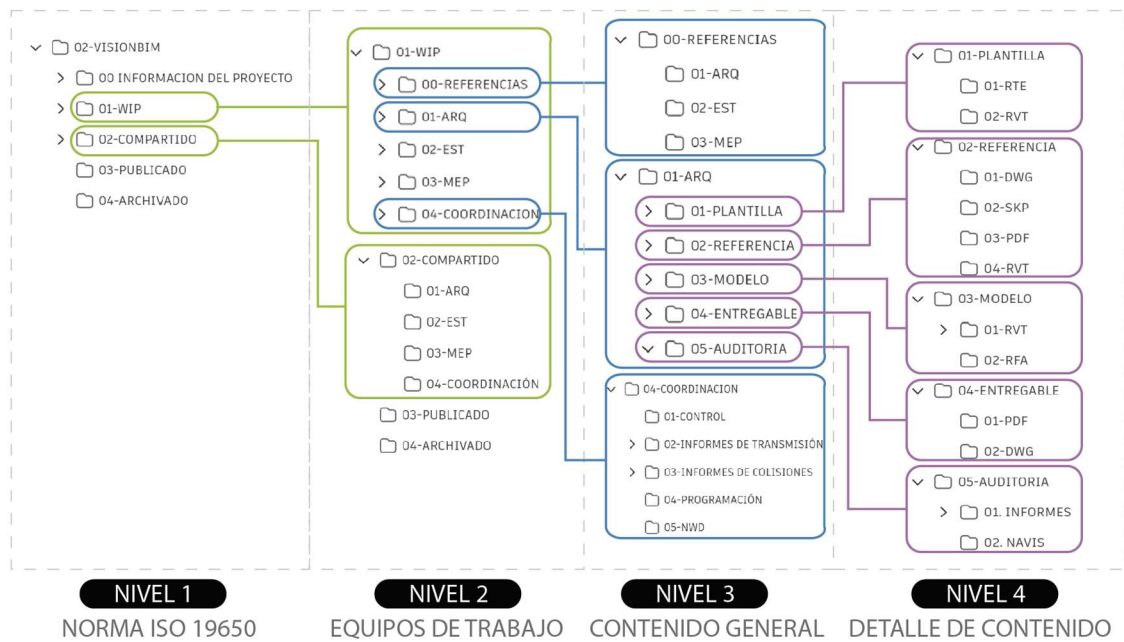 02-VISIONBIM
00 INFORMACION DEL PROYECTO
01-WIP
02-COMPARTIDO
03-PUBLICADO
04-ARCHIVADO
01-WIP
00-REFERENCIAS
01-ARQ
02-EST
03-MEP
04-COORDINACION
02-COMPARTIDO
01-ARQ
02-EST
03-MEP
04-COORDINACIÓN
03-PUBLICADO
04-ARCHIVADO
00-REFERENCIAS
01-ARQ
02-EST
03-MEP
01-ARQ
01-PLANTILLA
02-REFERENCIA
03-MODELO
04-ENTREGABLE
05-AUDITORIA
04-COORDINACION
01-CONTROL
02-INFORMES DE TRANSMISIÓN
03-INFORMES DE COLISIONES
04-PROGRAMACIÓN
05-NWD
01-PLANTILLA
01-RTE
02-RVT
02-REFERENCIA
01-DWG
02-SKP
03-PDF
04-RVT
03-MODELO
01-RVT
02-RFA
04-ENTREGABLE
01-PDF
02-DWG
05-AUDITORIA
01. INFORMES
02. NAVIS
NIVEL 1
NORMA ISO 19650
NIVEL 2
EQUIPOS DE TRABAJO
NIVEL 3
CONTENIDO GENERAL
NIVEL 4
DETALLE DE CONTENIDO